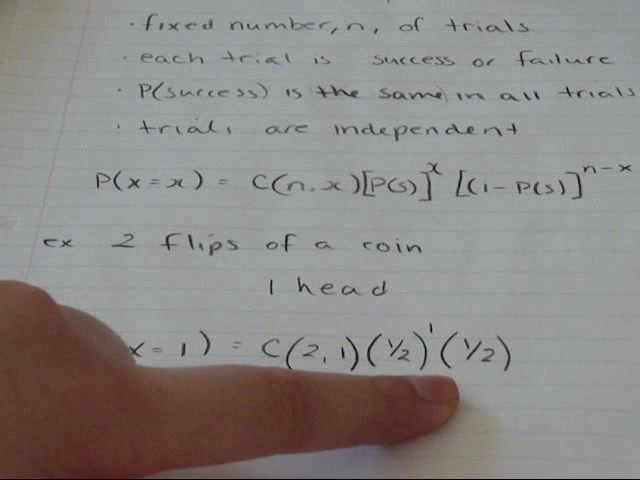 · fixed number, n, of trials
· each trial is success or failure
· P(success) is the same in all trials
· trials are independent
P(x = x) = C(n, x)[P(s)]^x [(1 - P(s)]^n-x
ex 2 flips of a coin
1 head
x = 1) = C(2, 1)(1/2)^1 (1/2)